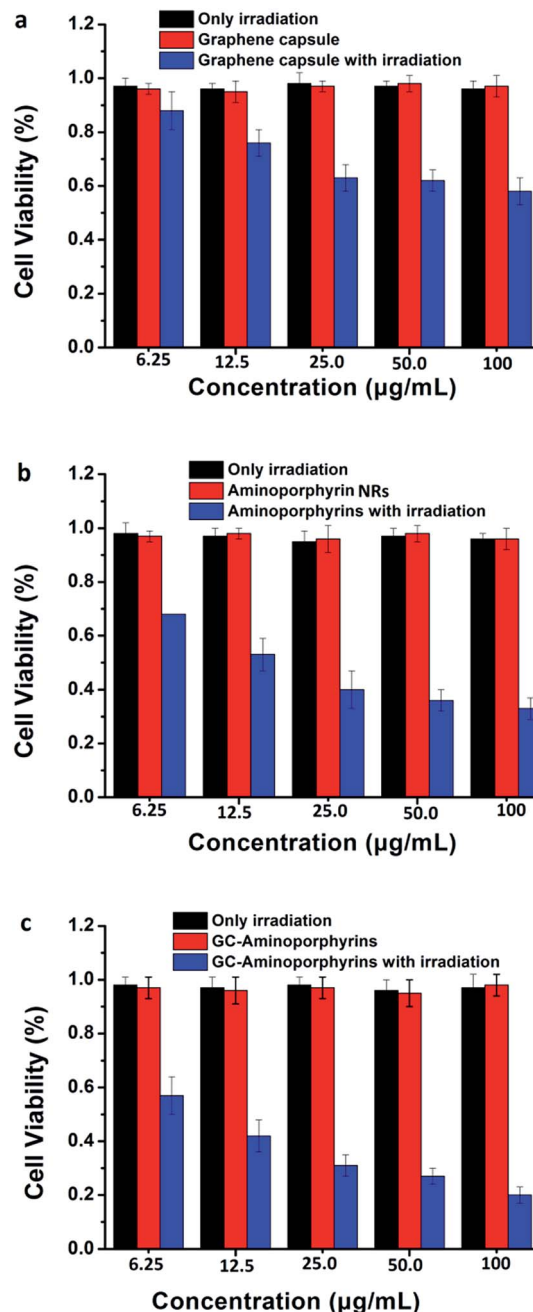 a
Only irradiation
Graphene capsule
Graphene capsule with irradiation
1.2
1.0
0.8
0.6
0.4
0.2
0.0
Cell Viability (%)
6.25 12.5 25.0 50.0 100
Concentration (µg/mL)
b
Only irradiation
Aminoporphyrin NRs
Aminoporphyrins with irradiation
1.2
1.0
0.8
0.6
0.4
0.2
0.0
Cell Viability (%)
6.25 12.5 25.0 50.0 100
Concentration (µg/mL)
c
Only irradiation
GC-Aminoporphyrins
GC-Aminoporphyrins with irradiation
1.2
1.0
0.8
0.6
0.4
0.2
0.0
Cell Viability (%)
6.25 12.5 25.0 50.0 100
Concentration (µg/mL)